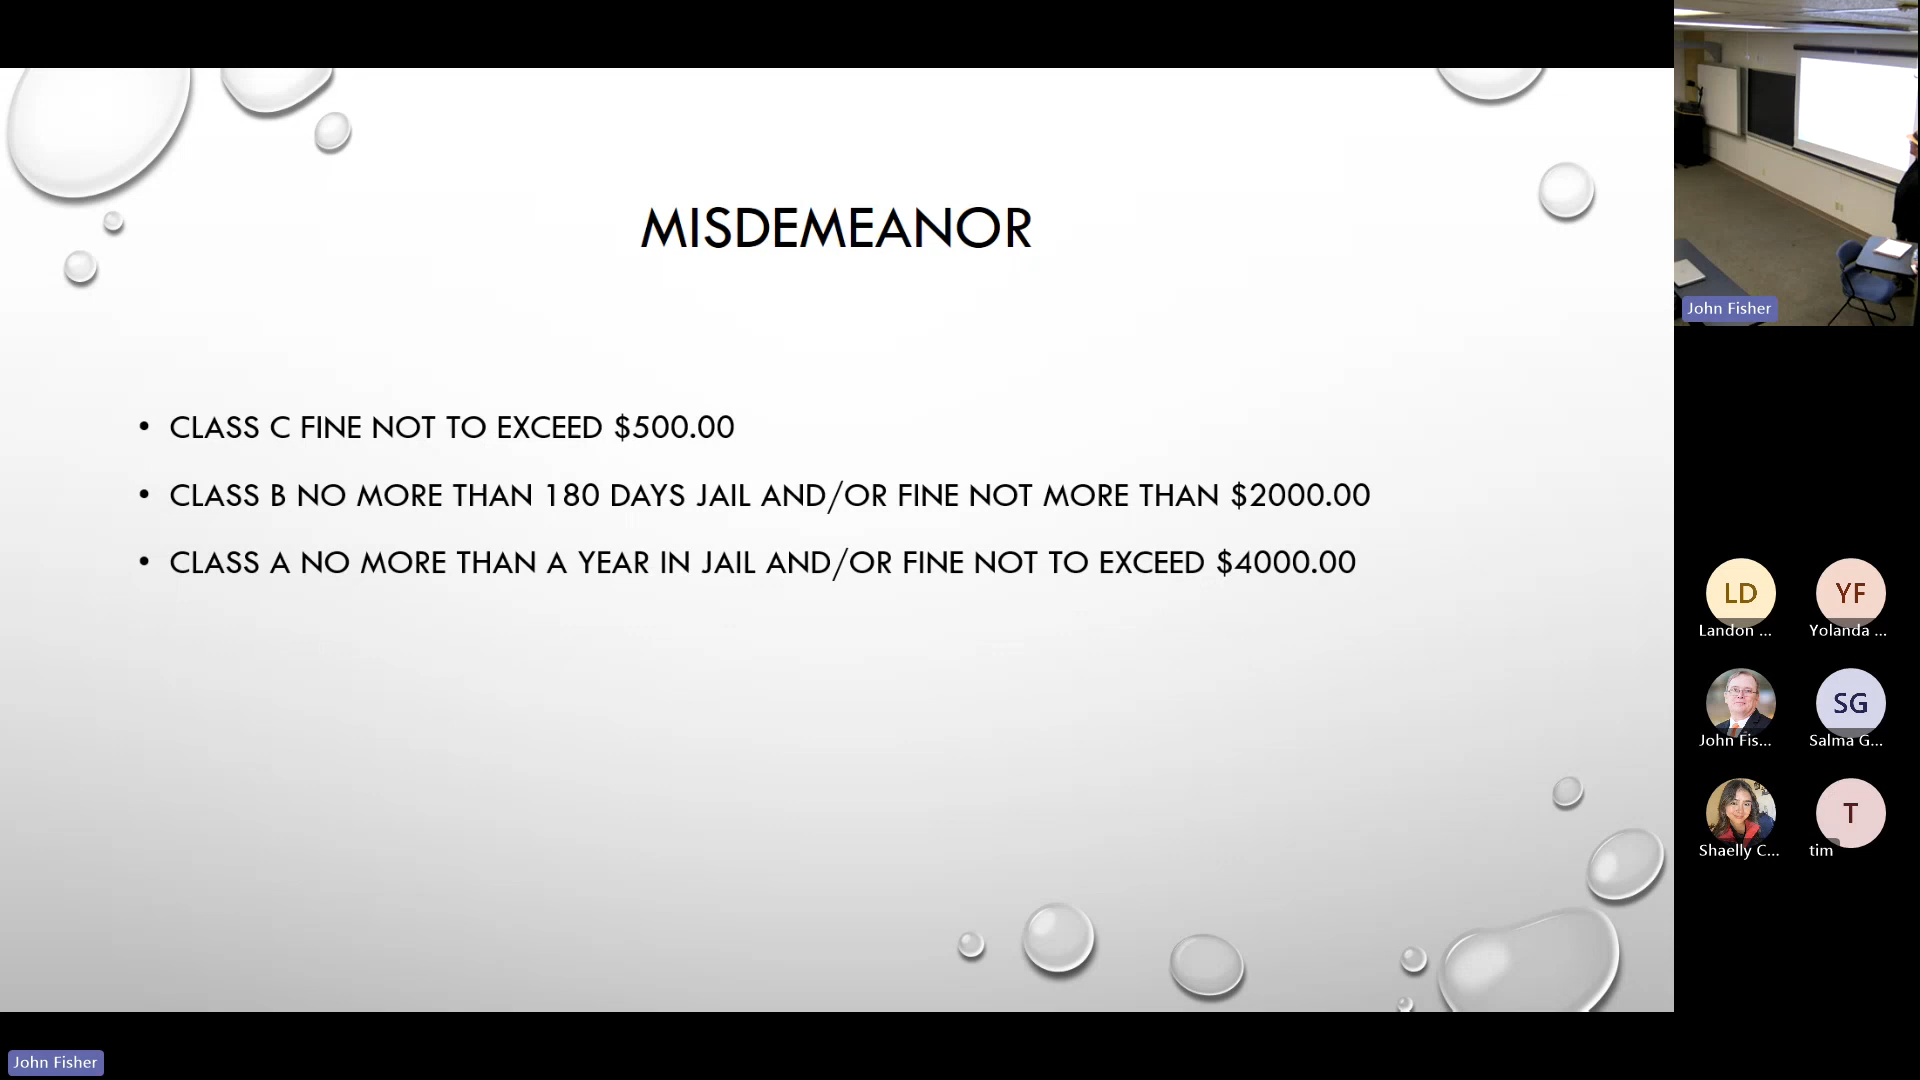 MISDEMEANOR
• CLASS C FINE NOT TO EXCEED $500.00
• CLASS B NO MORE THAN 180 DAYS JAIL AND/OR FINE NOT MORE THAN $2000.00
• CLASS A NO MORE THAN A YEAR IN JAIL AND/OR FINE NOT TO EXCEED $4000.00
John Fisher
LD
Landon ...
YF
Yolanda ...
John Fis...
SG
Salma G...
Shaelly C...
T
tim
John Fisher